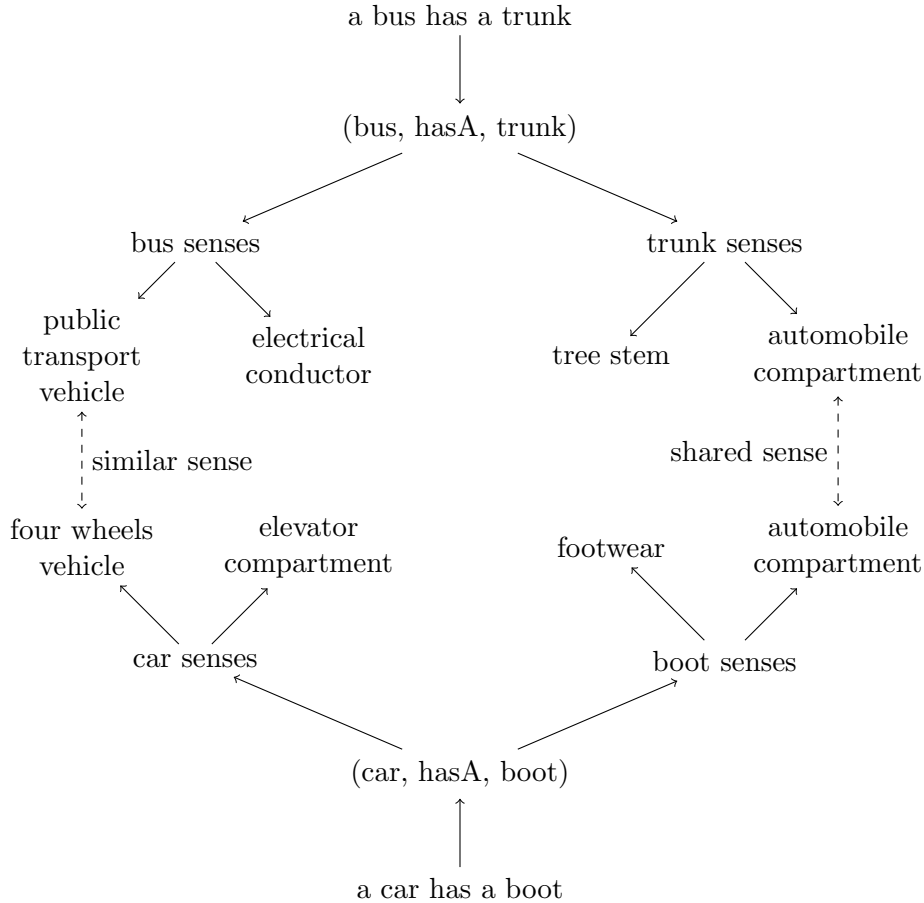 a bus has a trunk
(bus, hasA, trunk)
bus senses
trunk senses
public
transport
vehicle
electrical
conductor
tree stem
automobile
compartment
similar sense
shared sense
four wheels
vehicle
elevator
compartment
footwear
automobile
compartment
car senses
boot senses
(car, hasA, boot)
a car has a boot